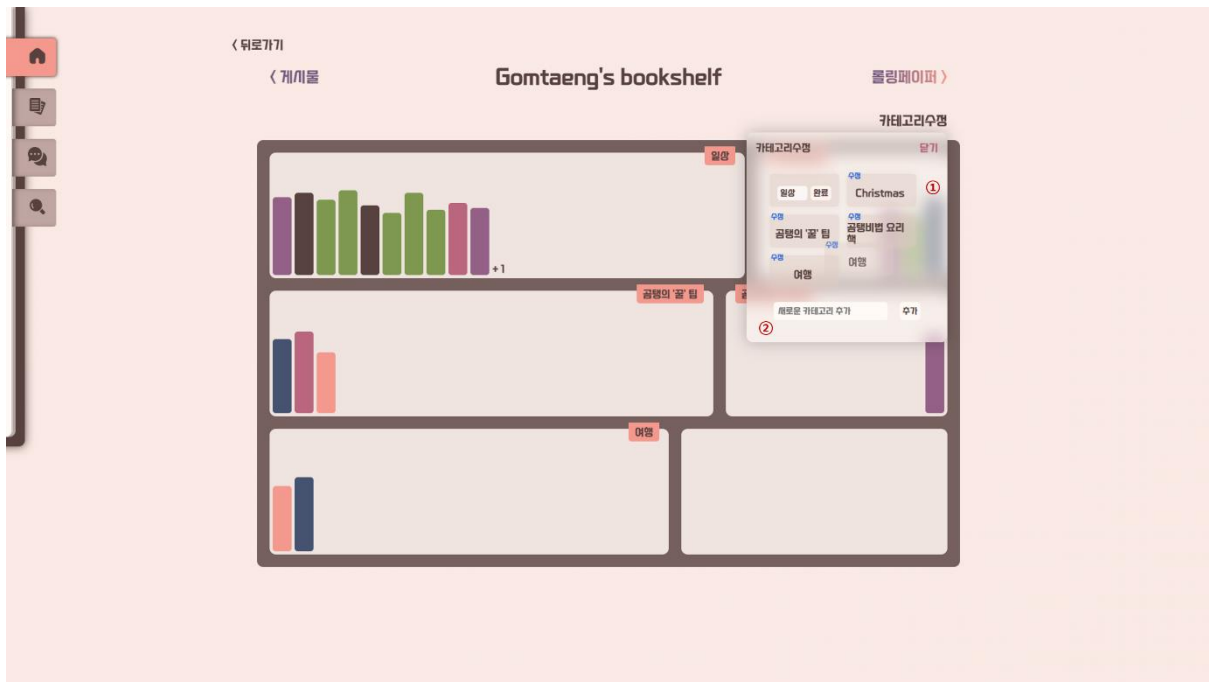 〈 뒤로가기
〈 게시물
Gomtaeng's bookshelf
롤링페이퍼 〉
카테고리수정
일상
+1
곰탱의 '꿀' 팁
여행
카테고리수정
닫기
일상
완료
수정
Christmas
①
수정
곰탱의 '꿀' 팁
수정
곰탱비법 요리
책
수정
수정
여행
여행
새로운 카테고리 추가
추가
②